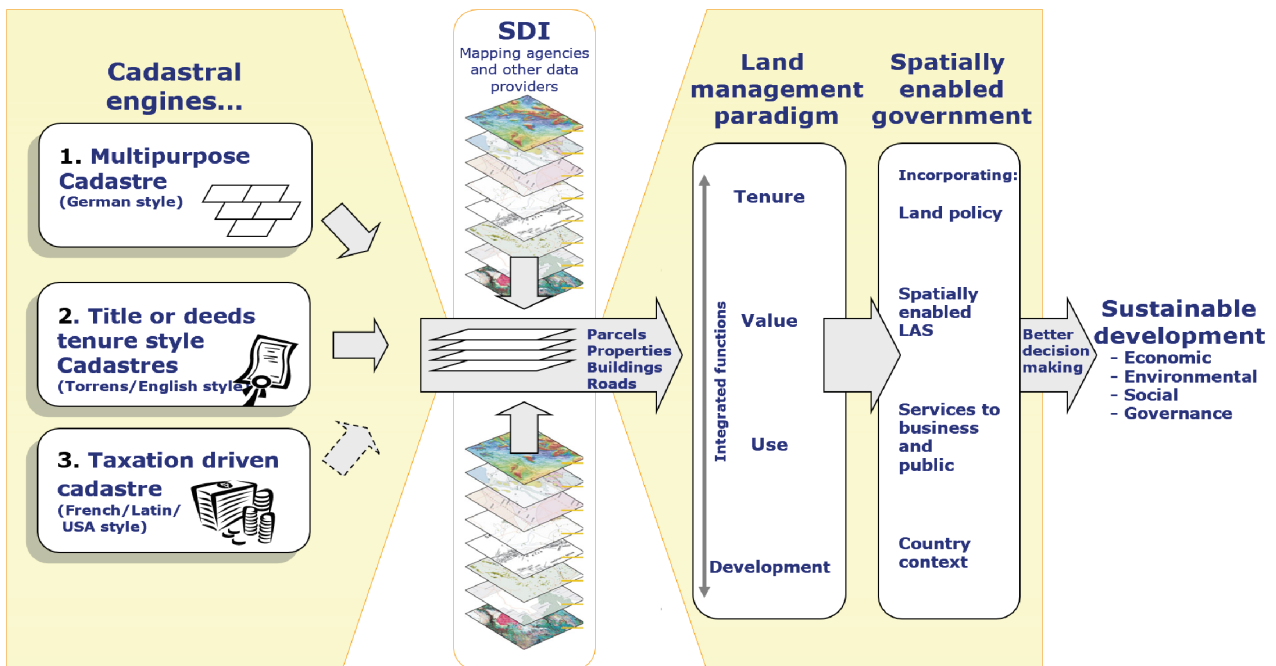 Cadastral
engines...
1. Multipurpose
Cadastre
(German style)
2. Title or deeds
tenure style
Cadastres
(Torrens/English style)
3. Taxation driven
cadastre
(French/Latin/
USA style)
SDI
Mapping agencies
and other data
providers
Parcels
Properties
Buildings
Roads
Land
management
paradigm
Integrated functions
Tenure
Value
Use
Development
Spatially
enabled
government
Incorporating:
Land policy
Spatially
enabled
LAS
Services to
business
and
public
Country
context
Better
decision
making
Sustainable
development
- Economic
- Environmental
- Social
- Governance